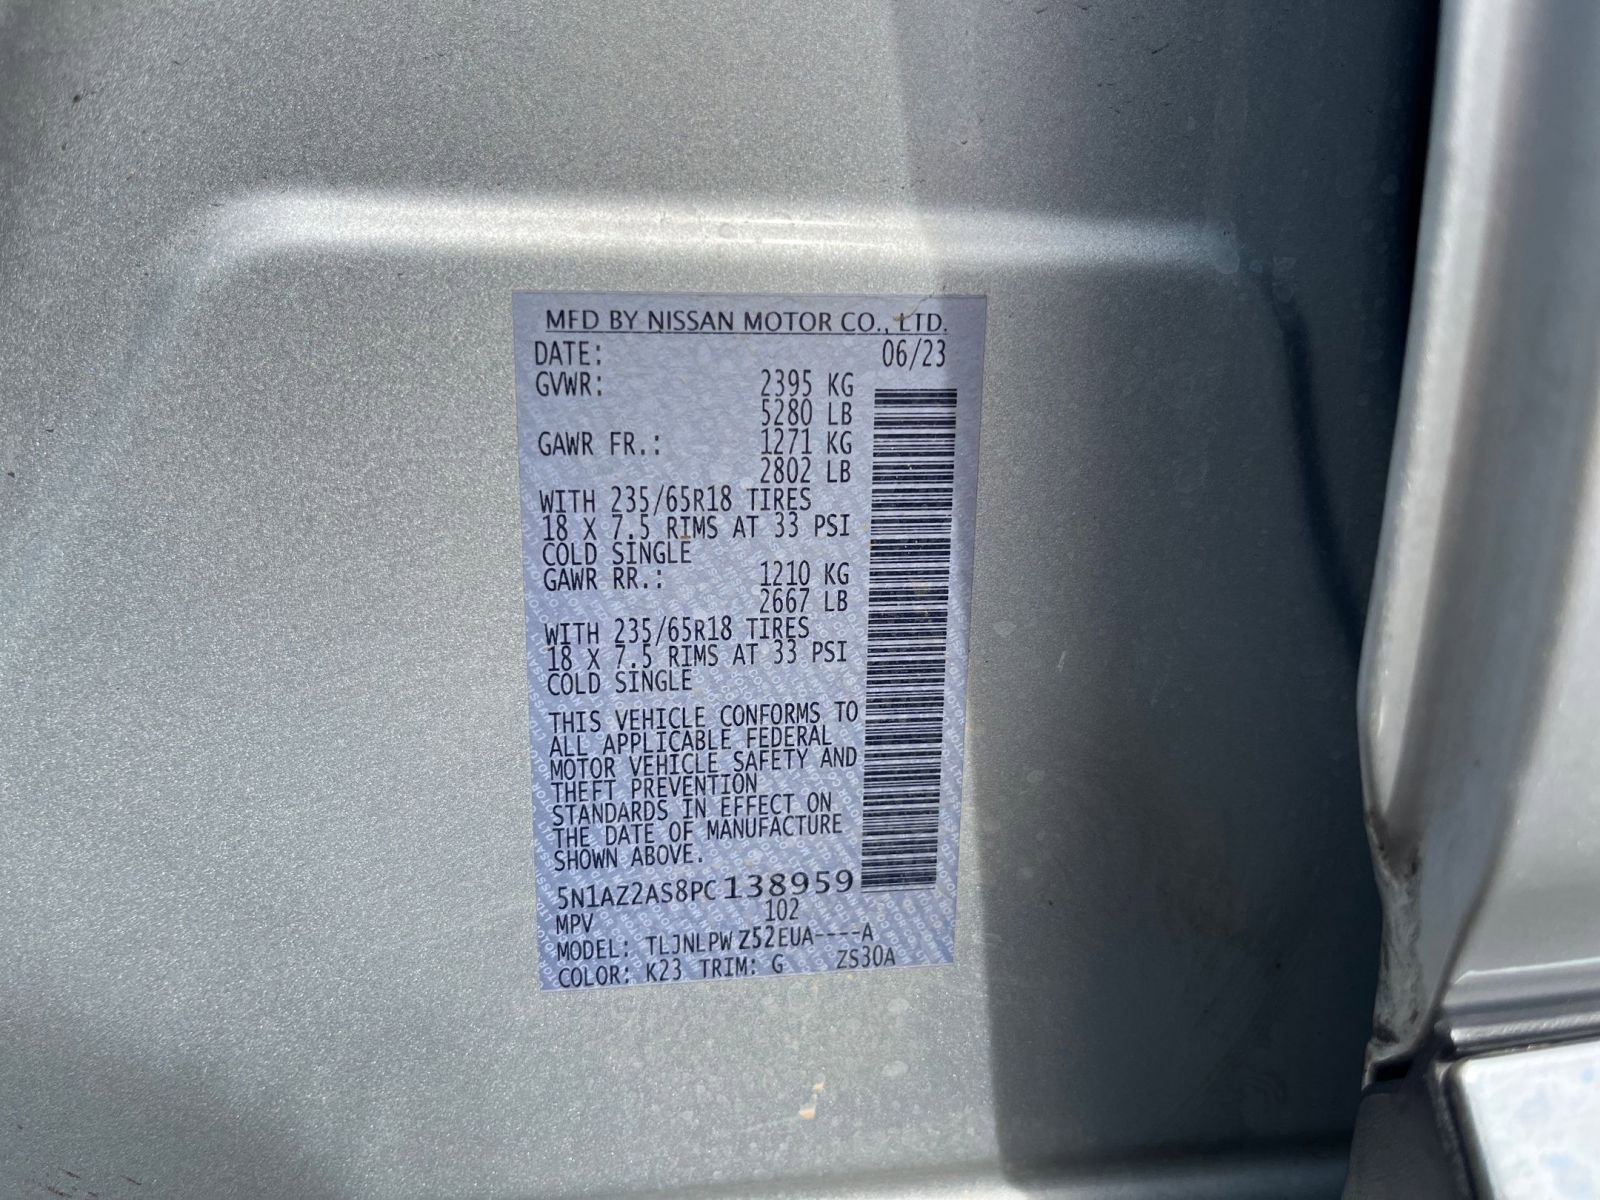 MFD BY NISSAN MOTOR CO., LTD.
DATE: 06/23
GVWR: 2395 KG
5280 LB
GAWR FR.: 1271 KG
2802 LB
WITH 235/65R18 TIRES
18 X 7.5 RIMS AT 33 PSI
COLD SINGLE
GAWR RR.: 1210 KG
2667 LB
WITH 235/65R18 TIRES
18 X 7.5 RIMS AT 33 PSI
COLD SINGLE
THIS VEHICLE CONFORMS TO
ALL APPLICABLE FEDERAL
MOTOR VEHICLE SAFETY AND
THEFT PREVENTION
STANDARDS IN EFFECT ON
THE DATE OF MANUFACTURE
SHOWN ABOVE.
5N1AZ2AS8PC138959
MPV 102
MODEL: TLJNLPW Z52EUA----A
COLOR: K23 TRIM: G ZS30A